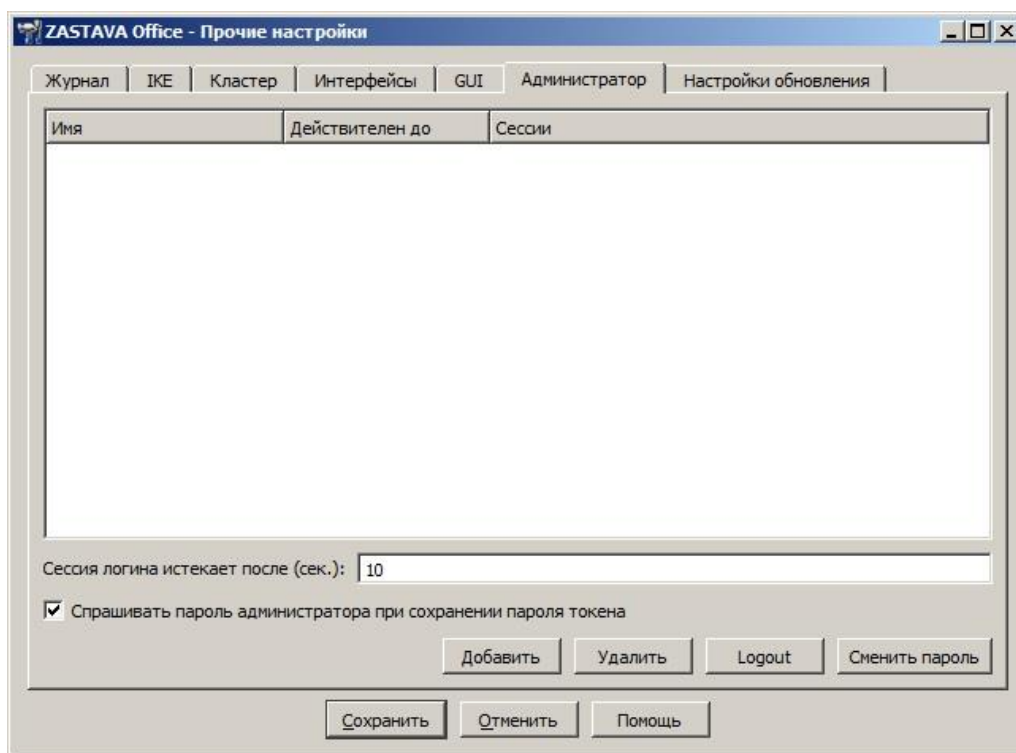 ZASTAVA Office - Прочие настройки
Журнал IKE Кластер Интерфейсы GUI Администратор Настройки обновления
Имя Действителен до Сессии
Сессия логина истекает после (сек.): 10
Спрашивать пароль администратора при сохранении пароля токена
Добавить Удалить Logout Сменить пароль
Сохранить Отменить Помощь